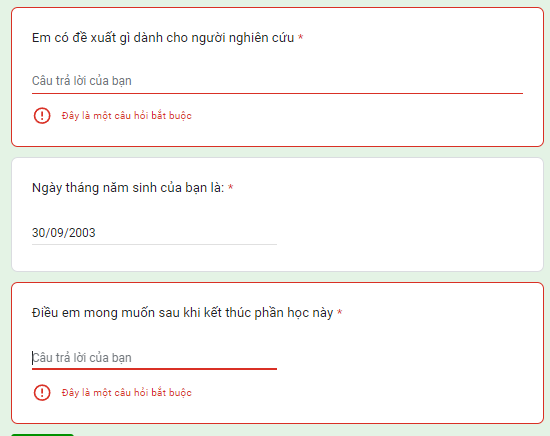 Em có đề xuất gì dành cho người nghiên cứu *
Câu trả lời của bạn
Đây là một câu hỏi bắt buộc
Ngày tháng năm sinh của bạn là: *
30/09/2003
Điều em mong muốn sau khi kết thúc phần học này *
Câu trả lời của bạn
Đây là một câu hỏi bắt buộc